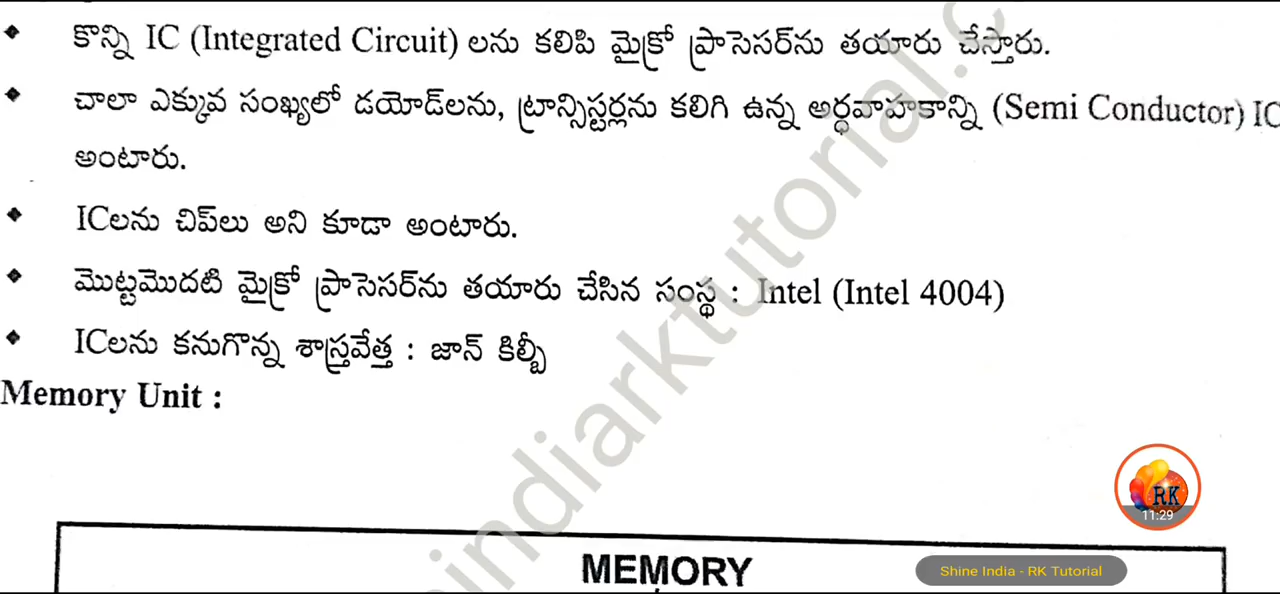 ❖ కొన్ని IC (Integrated Circuit) లను కలిపి మైక్రో ప్రాసెసర్‌ను తయారు చేస్తారు.
❖ చాలా ఎక్కువ సంఖ్యలో డయోడ్‌లను, ట్రాన్సిస్టర్లను కలిగి ఉన్న అర్ధవాహకాన్ని (Semi Conductor) IC
అంటారు.
❖ ICలను చిప్‌లు అని కూడా అంటారు.
❖ మొట్టమొదటి మైక్రో ప్రాసెసర్‌ను తయారు చేసిన సంస్థ : Intel (Intel 4004)
❖ ICలను కనుగొన్న శాస్త్రవేత్త : జాన్ కిల్బీ
Memory Unit :
MEMORY
indiarktutorial.c
RK
11:29
Shine India - RK Tutorial